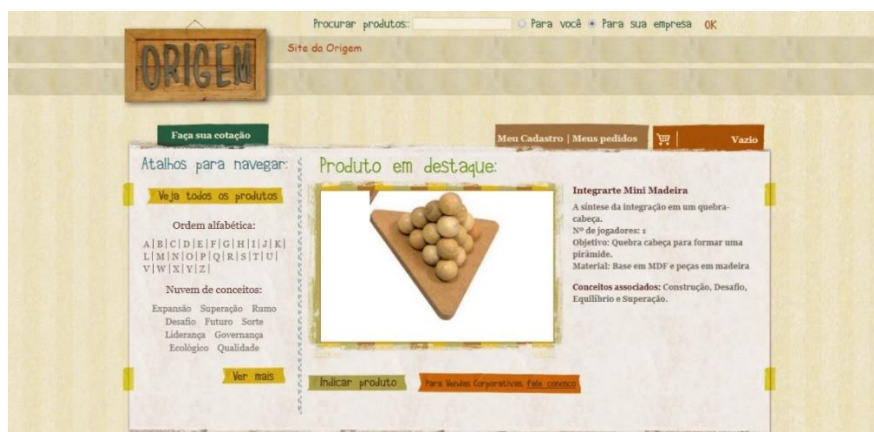 Procurar produtos:
Para você Para sua empresa OK
ORIGEM
Site da Origem
Faça sua cotação
Meu Cadastro | Meus pedidos
Vazio
Atalhos para navegar:
Veja todos os produtos
Ordem alfabética:
A|B|C|D|E|F|G|H|I|J|K|
L|M|N|O|P|Q|R|S|T|U|
V|W|X|Y|Z|
Nuvem de conceitos:
Expansão Superação Rumo
Desafio Futuro Sorte
Liderança Governança
Ecológico Qualidade
Ver mais
Produto em destaque:
Integrarte Mini Madeira
A síntese da integração em um quebra-
cabeça.
Nº de jogadores: 1
Objetivo: Quebra cabeça para formar uma
pirâmide.
Material: Base em MDF e peças em madeira
Conceitos associados: Construção, Desafio,
Equilíbrio e Superação.
Indicar produto
Para Vendas Corporativas fale conosco